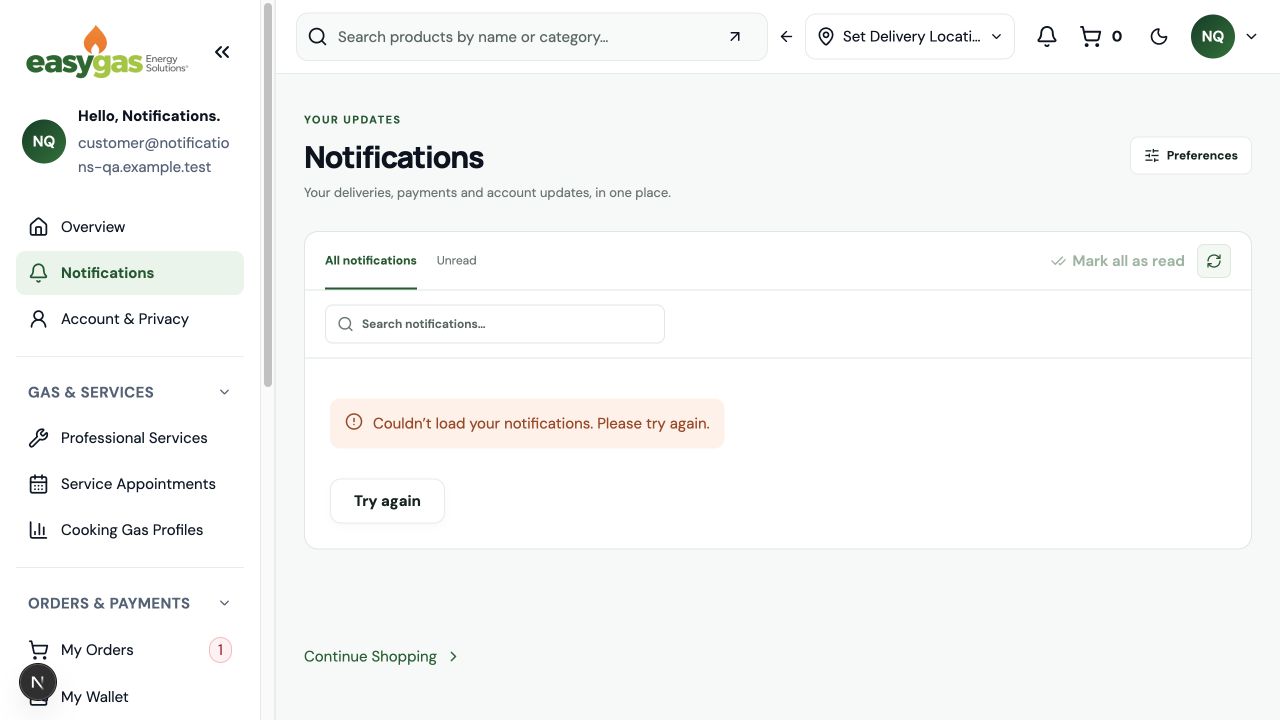 easygas Energy Solutions
Search products by name or category...
Set Delivery Locati...
0
NQ
NQ
Hello, Notifications.
customer@notificatio
ns-qa.example.test
Overview
Notifications
Account & Privacy
GAS & SERVICES
Professional Services
Service Appointments
Cooking Gas Profiles
ORDERS & PAYMENTS
My Orders
1
N
My Wallet
YOUR UPDATES
Notifications
Your deliveries, payments and account updates, in one place.
Preferences
All notifications
Unread
Mark all as read
Search notifications...
Couldn’t load your notifications. Please try again.
Try again
Continue Shopping